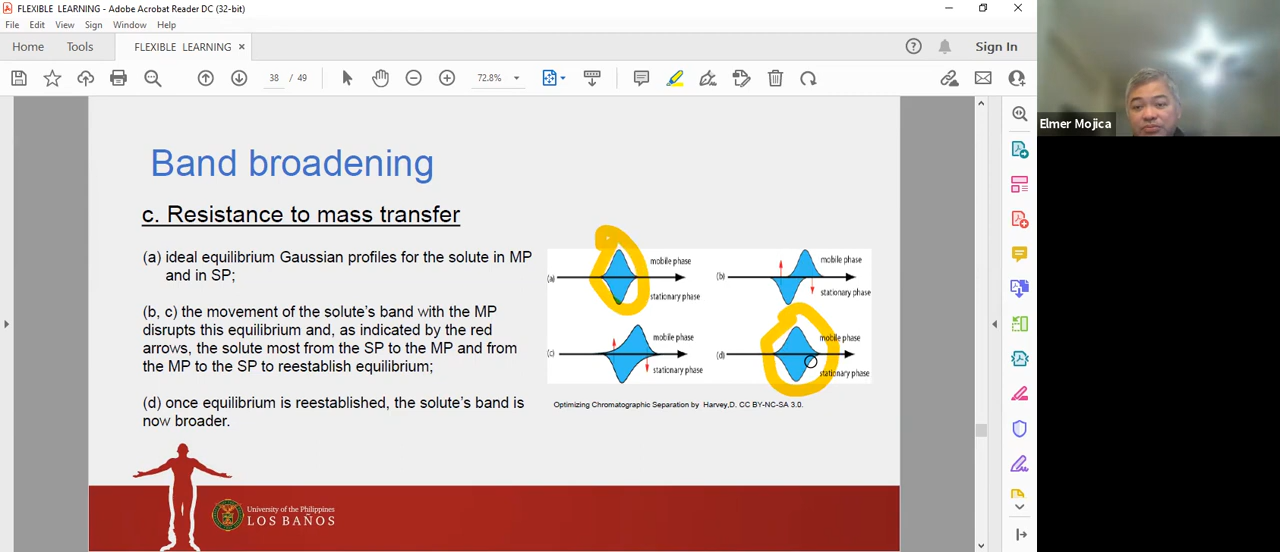 FLEXIBLE LEARNING - Adobe Acrobat Reader DC (32-bit)
File Edit View Sign Window Help
Home Tools FLEXIBLE LEARNING × Sign In
38 / 49 72.8%
Elmer Mojica
Band broadening
c. Resistance to mass transfer
(a) ideal equilibrium Gaussian profiles for the solute in MP
and in SP;
(b, c) the movement of the solute's band with the MP
disrupts this equilibrium and, as indicated by the red
arrows, the solute most from the SP to the MP and from
the MP to the SP to reestablish equilibrium;
(d) once equilibrium is reestablished, the solute's band is
now broader.
(a) mobile phase
stationary phase
(b) mobile phase
stationary phase
(c) mobile phase
stationary phase
(d) mobile phase
stationary phase
Optimizing Chromatographic Separation by Harvey,D. CC BY-NC-SA 3.0.
University of the Philippines
LOS BAÑOS